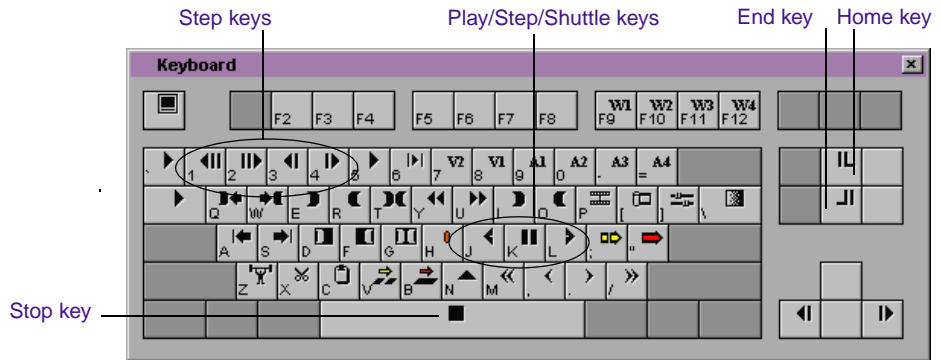 Step keys Play/Step/Shuttle keys End key Home key
Keyboard
F2 F3 F4 F5 F6 F7 F8 W1 F9 W2 F10 W3 F11 W4 F12
` 1 2 3 4 5 6 V2 7 V1 8 A1 9 A2 0 A3 - A4 =
Q W E R T Y U I O P [ ] \
A S D F G H J K L ; "
Z X C V B N M , . /
Stop key